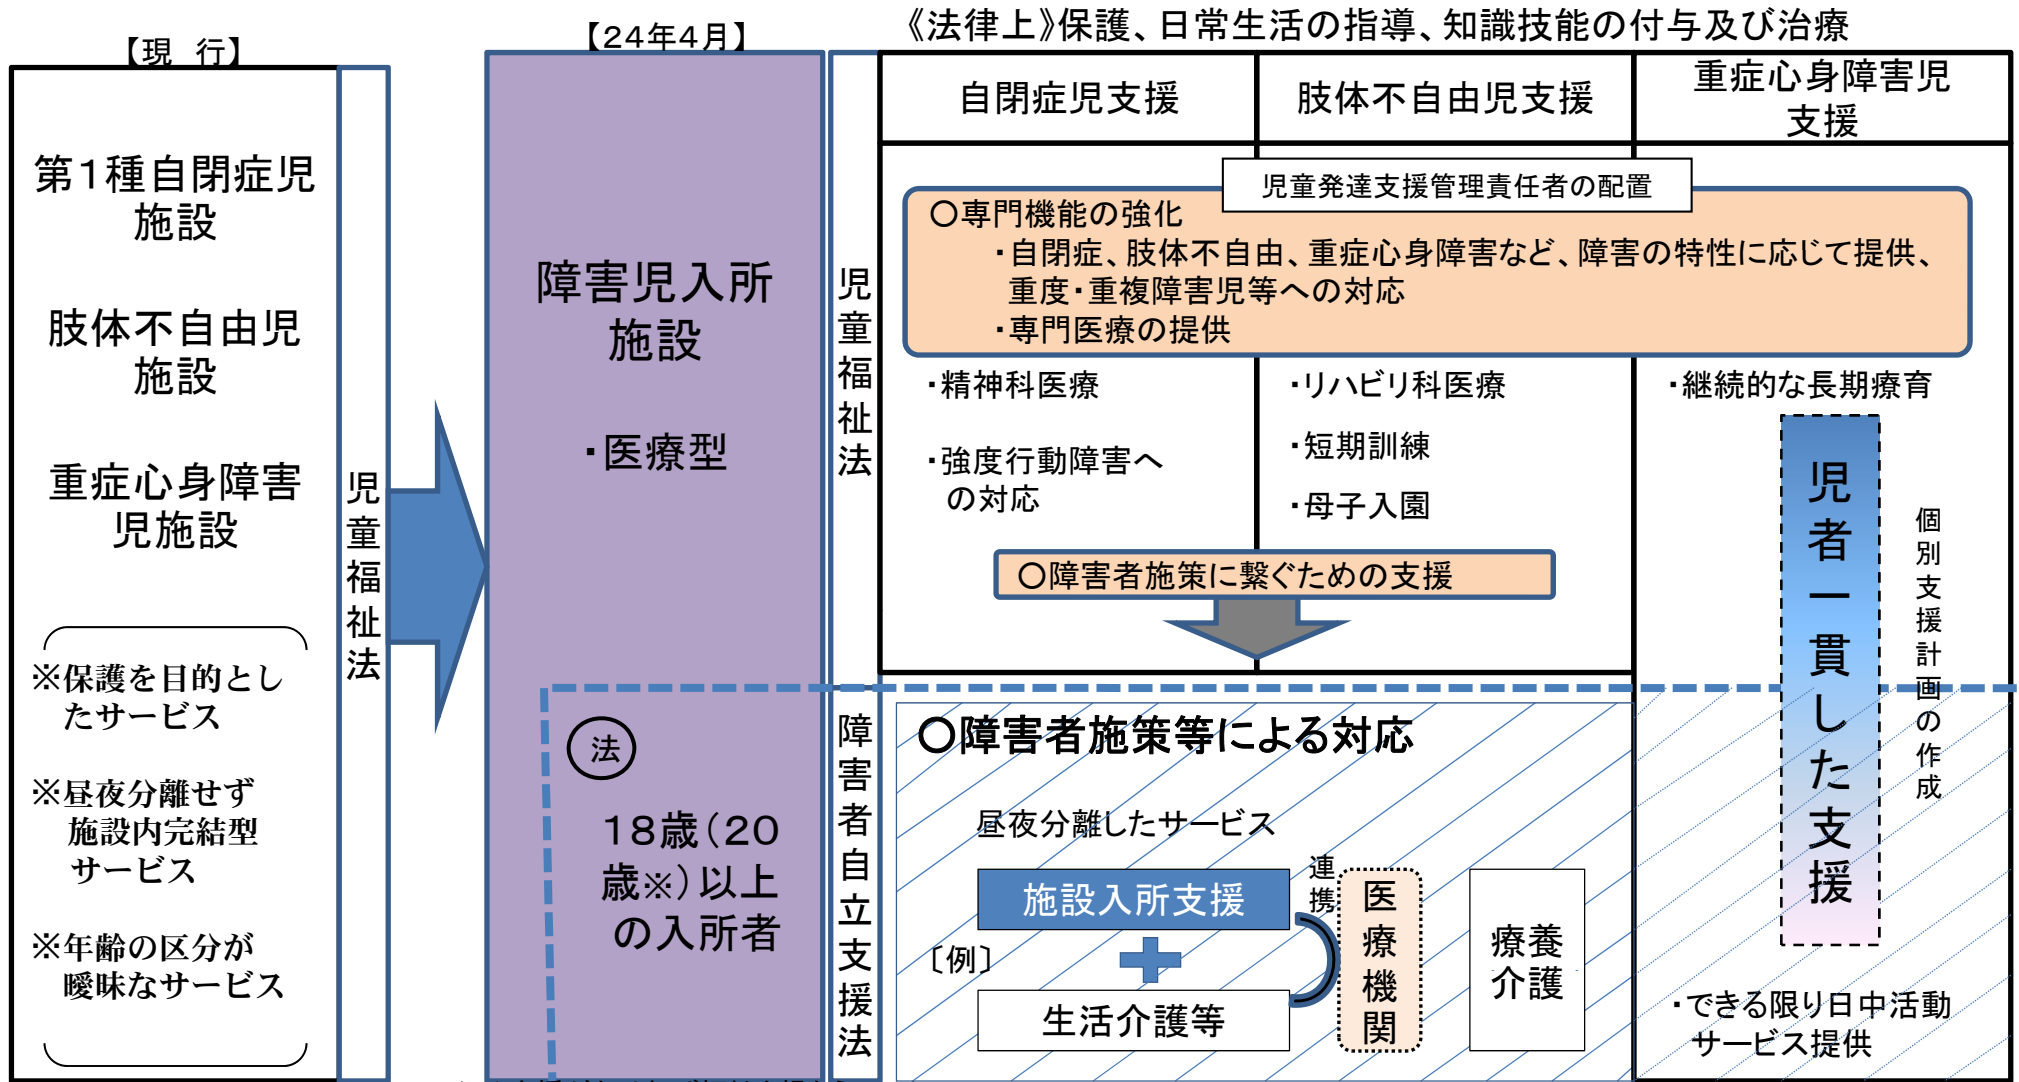 【現　行】
第１種自閉症児
施設
肢体不自由児
施設
重症心身障害
児施設
※保護を目的とし
たサービス
※昼夜分離せず
施設内完結型
サービス
※年齢の区分が
曖昧なサービス
児童福祉法
【２４年４月】
障害児入所
施設
・医療型
法
１８歳（２０
歳※）以上
の入所者
児童福祉法
障害者自立支援法
《法律上》保護、日常生活の指導、知識技能の付与及び治療
自閉症児支援
肢体不自由児支援
重症心身障害児
支援
児童発達支援管理責任者の配置
○専門機能の強化
・自閉症、肢体不自由、重症心身障害など、障害の特性に応じて提供、
重度・重複障害児等への対応
・専門医療の提供
・精神科医療
・強度行動障害へ
の対応
・リハビリ科医療
・短期訓練
・母子入園
・継続的な長期療育
○障害者施策に繋ぐための支援
児者一貫した支援
個別支援計画の作成
○障害者施策等による対応
昼夜分離したサービス
〔例〕
施設入所支援
生活介護等
連携
医療機関
療養
介護
・できる限り日中活動
サービス提供